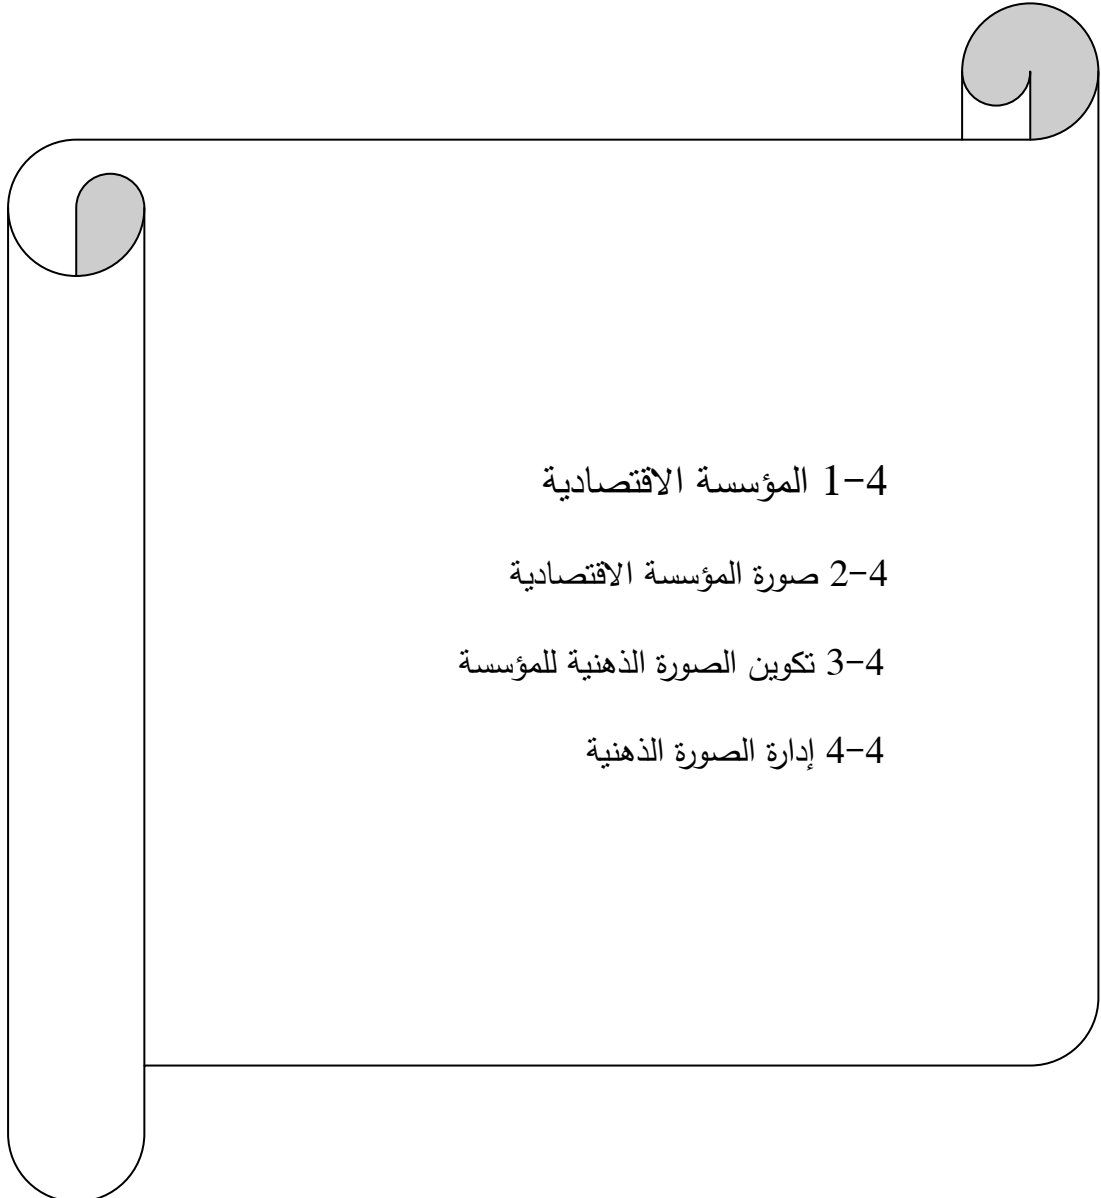 4-1 المؤسسة الاقتصادية
4-2 صورة المؤسسة الاقتصادية
4-3 تكوين الصورة الذهنية للمؤسسة
4-4 إدارة الصورة الذهنية